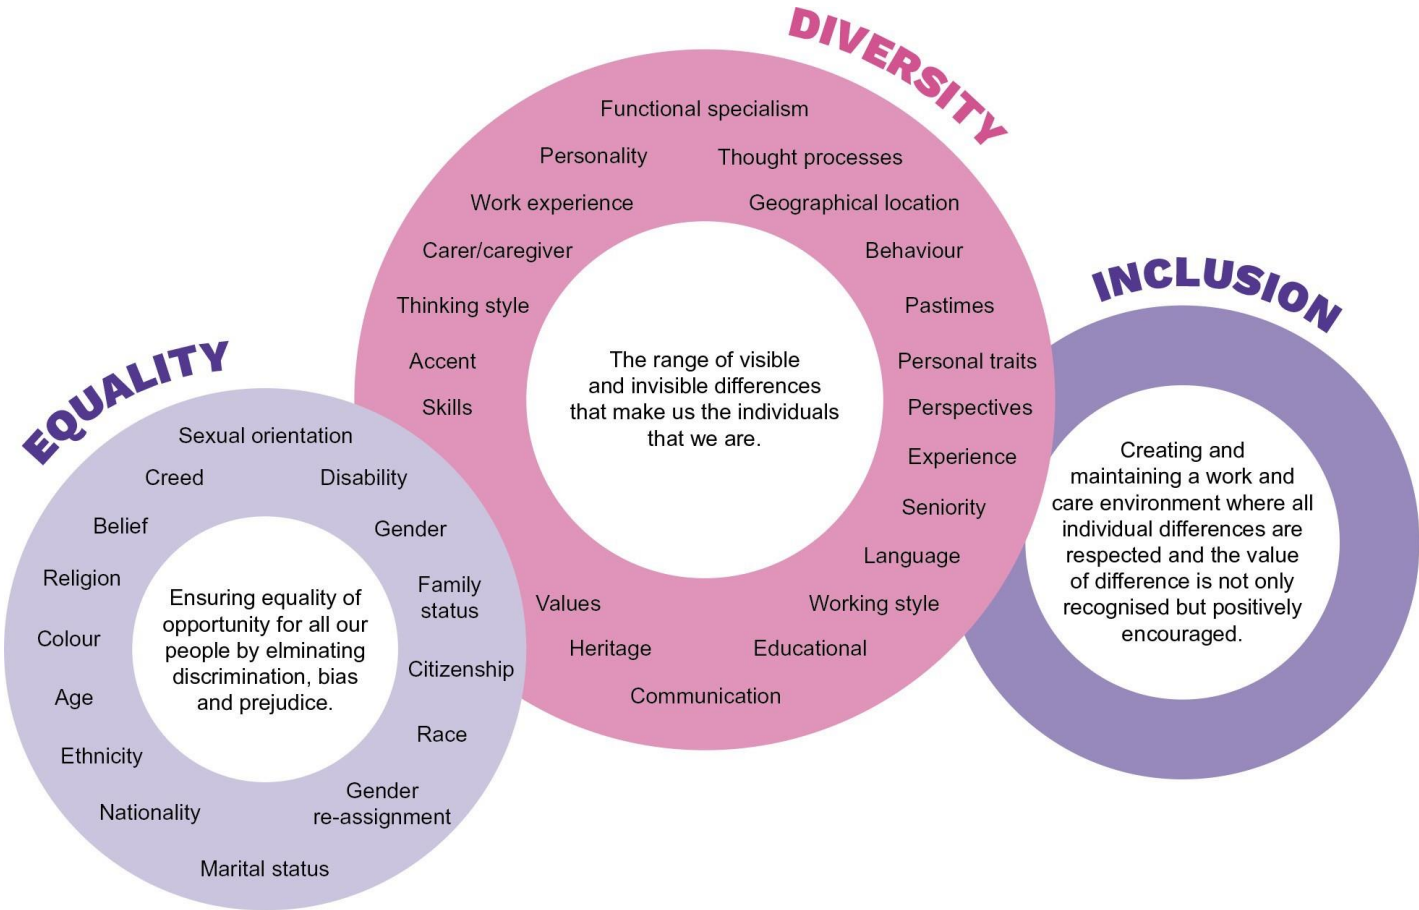 DIVERSITY
Functional specialism
Personality
Thought processes
Work experience
Geographical location
Carer/caregiver
Behaviour
Thinking style
Pastimes
Accent
Personal traits
Skills
Perspectives
Experience
Seniority
Language
Values
Working style
Heritage
Educational
Communication
The range of visible
and invisible differences
that make us the individuals
that we are.
INCLUSION
Creating and
maintaining a work and
care environment where all
individual differences are
respected and the value
of difference is not only
recognised but positively
encouraged.
EQUALITY
Sexual orientation
Creed
Disability
Belief
Gender
Religion
Family
status
Colour
Citizenship
Age
Race
Ethnicity
Gender
re-assignment
Nationality
Marital status
Ensuring equality of
opportunity for all our
people by elminating
discrimination, bias
and prejudice.